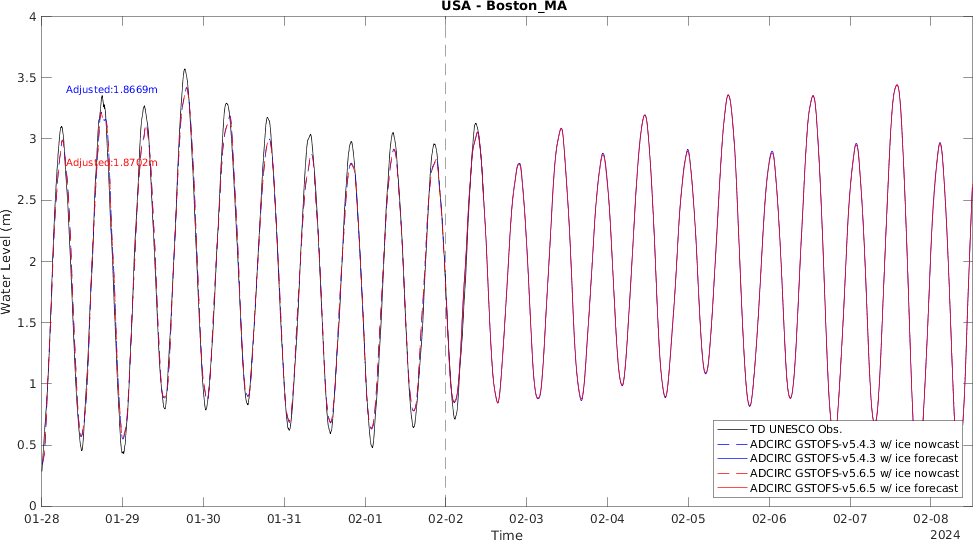 USA - Boston_MA
4
3.5
3
2.5
2
1.5
1
0.5
0
Water Level (m)
Adjusted:1.8669m
Adjusted:1.8702m
TD UNESCO Obs.
ADCIRC GSTOFS-v5.4.3 w/ ice nowcast
ADCIRC GSTOFS-v5.4.3 w/ ice forecast
ADCIRC GSTOFS-v5.6.5 w/ ice nowcast
ADCIRC GSTOFS-v5.6.5 w/ ice forecast
01-28 01-29 01-30 01-31 02-01 02-02 02-03 02-04 02-05 02-06 02-07 02-08
Time
2024